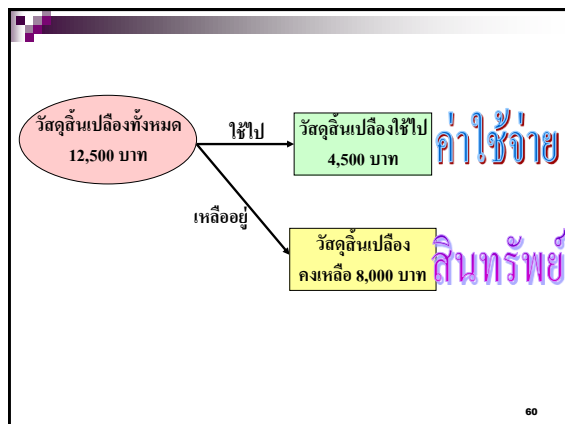 วัสดุสิ้นเปลืองทั้งหมด
12,500 บาท
ใช้ไป
วัสดุสิ้นเปลืองใช้ไป
4,500 บาท
ค่าใช้จ่าย
เหลืออยู่
วัสดุสิ้นเปลือง
คงเหลือ 8,000 บาท
สินทรัพย์
60